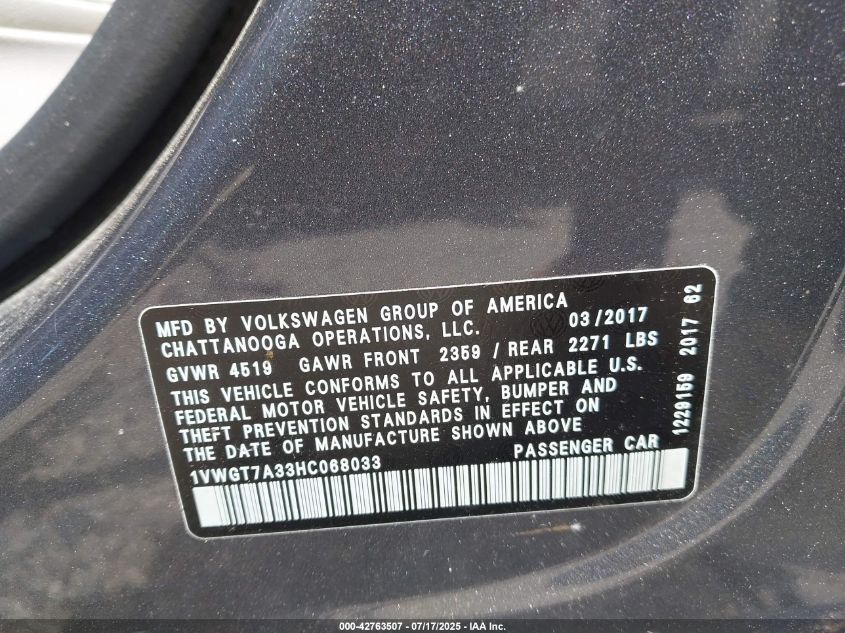 MFD BY VOLKSWAGEN GROUP OF AMERICA
CHATTANOOGA OPERATIONS, LLC. 03/2017
GVWR 4519 GAWR FRONT 2359 / REAR 2271 LBS
THIS VEHICLE CONFORMS TO ALL APPLICABLE U.S.
FEDERAL MOTOR VEHICLE SAFETY, BUMPER AND
THEFT PREVENTION STANDARDS IN EFFECT ON
THE DATE OF MANUFACTURE SHOWN ABOVE
1VWGT7A33HC068033 PASSENGER CAR
1229159 2017 62
000-42763507 - 07/17/2025 - IAA Inc.